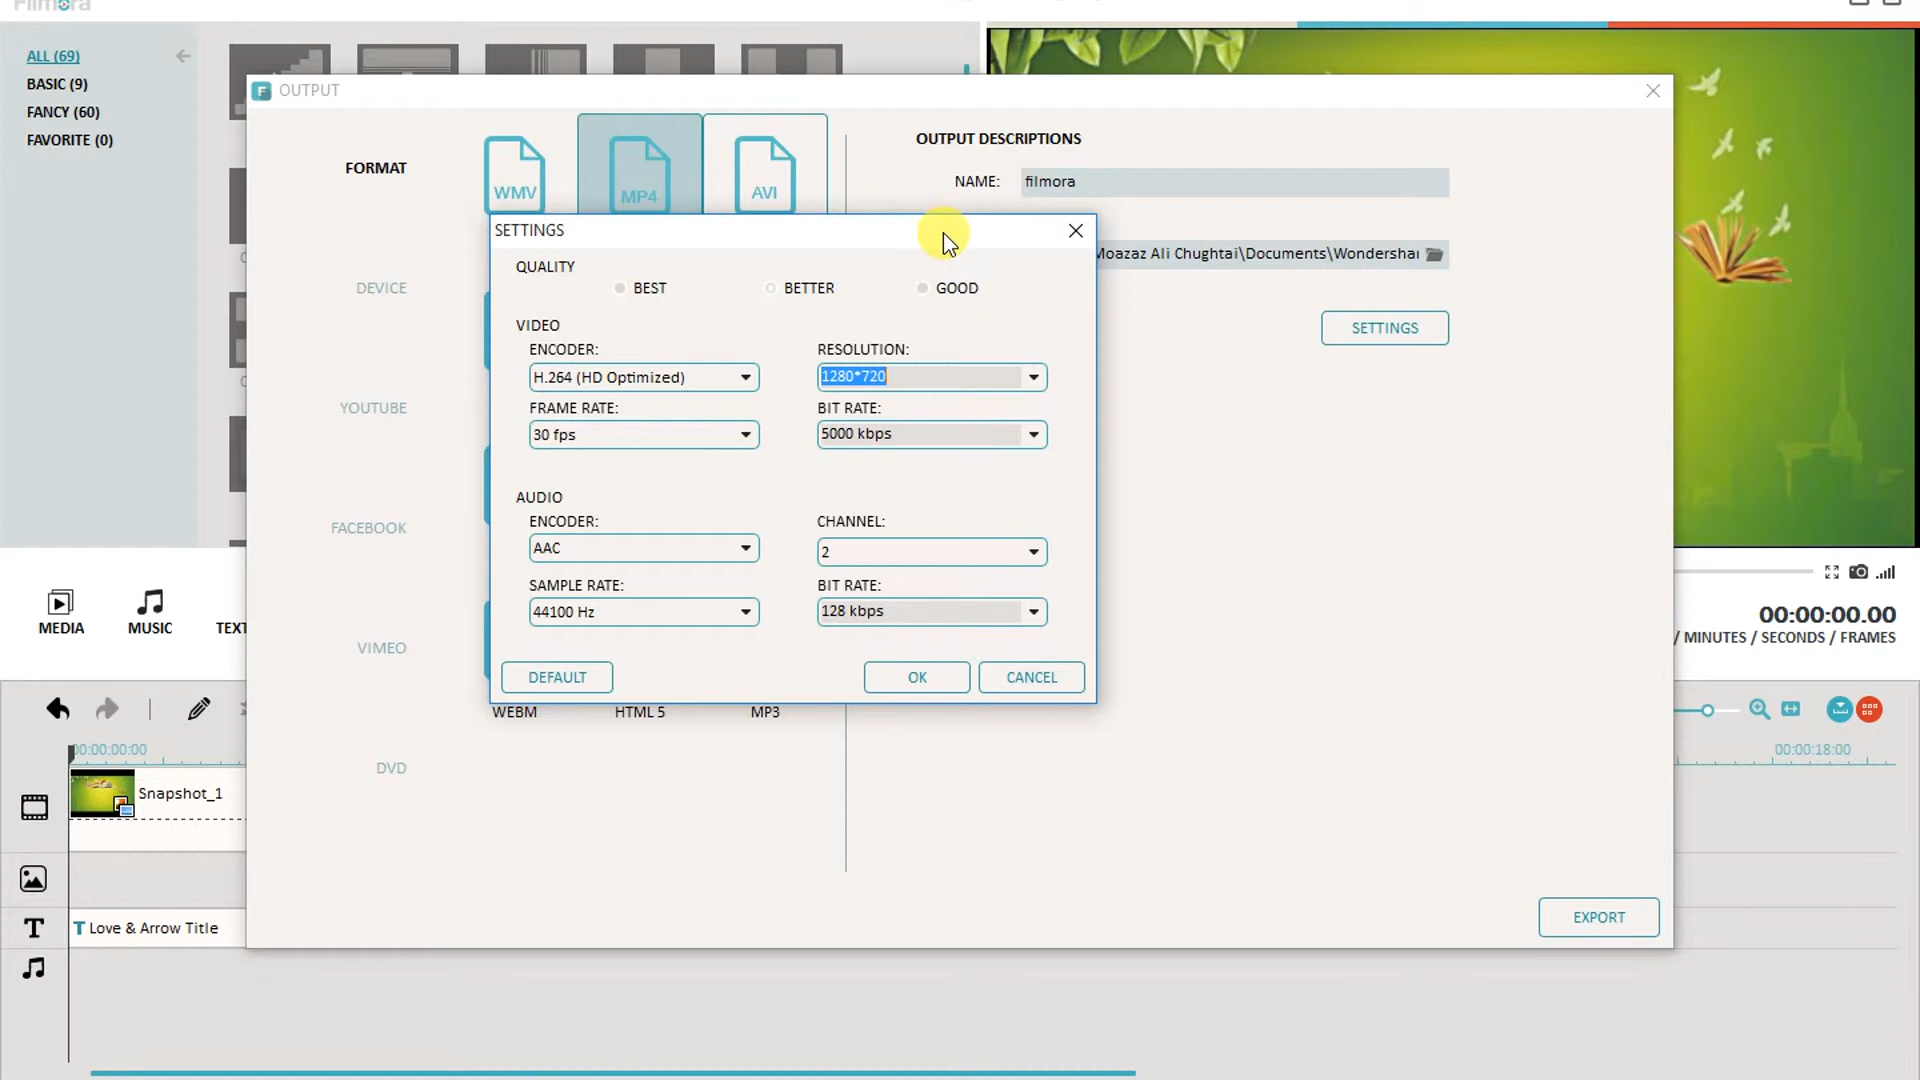 Filmora
ALL (69)
BASIC (9)
FANCY (60)
FAVORITE (0)
OUTPUT
FORMAT
WMV
MP4
AVI
OUTPUT DESCRIPTIONS
NAME: filmora
SETTINGS
Moazaz Ali Chughtai\Documents\Wondershar
QUALITY
BEST
BETTER
GOOD
DEVICE
SETTINGS
VIDEO
ENCODER:
RESOLUTION:
H.264 (HD Optimized)
1280*720
FRAME RATE:
BIT RATE:
30 fps
5000 kbps
YOUTUBE
AUDIO
ENCODER:
CHANNEL:
AAC
2
FACEBOOK
SAMPLE RATE:
BIT RATE:
44100 Hz
128 kbps
VIMEO
DEFAULT
OK
CANCEL
WEBM
HTML 5
MP3
DVD
EXPORT
MEDIA
MUSIC
TEXT
00:00:00.00
/ MINUTES / SECONDS / FRAMES
00:00:00:00
00:00:18:00
Snapshot_1
T Love & Arrow Title